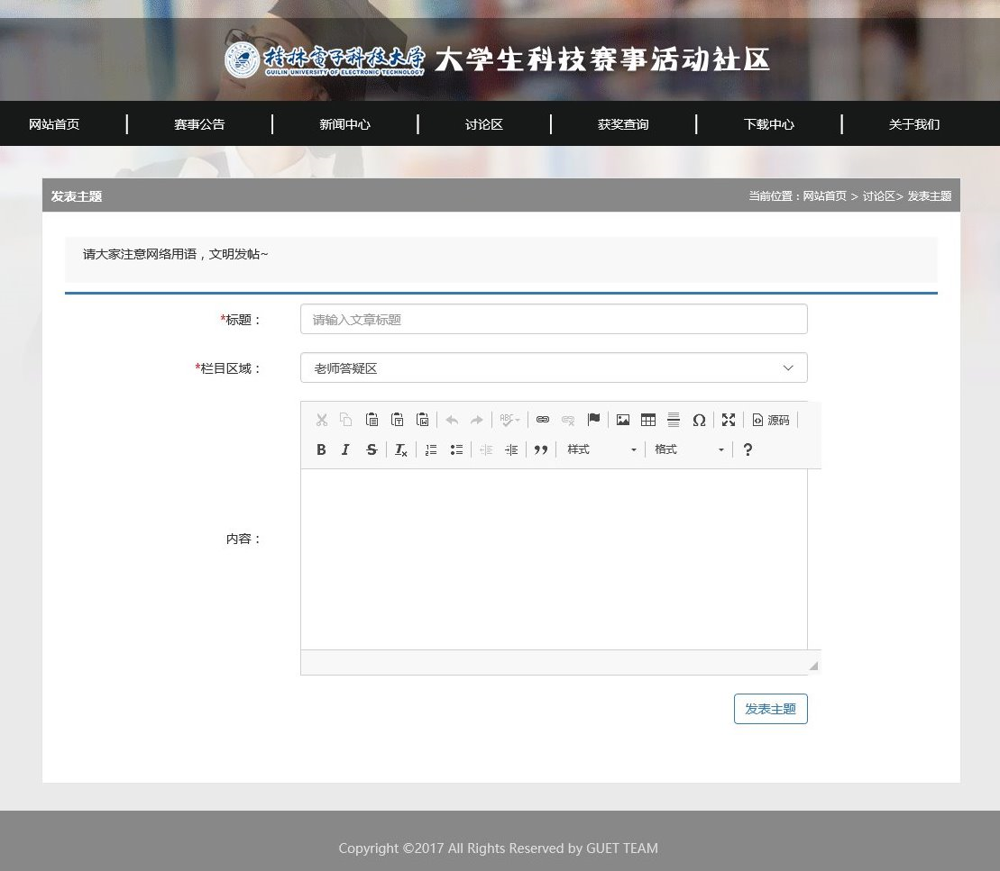 桂林電子科技大学 大学生科技赛事活动社区
GUILIN UNIVERSITY OF ELECTRONIC TECHNOLOGY
网站首页 赛事公告 新闻中心 讨论区 获奖查询 下载中心 关于我们
发表主题 当前位置：网站首页 > 讨论区> 发表主题
请大家注意网络用语，文明发帖~
*标题： 请输入文章标题
*栏目区域： 老师答疑区
ABC Ω 源码
B I S Tx 样式 格式 ?
内容：
发表主题
Copyright ©2017 All Rights Reserved by GUET TEAM